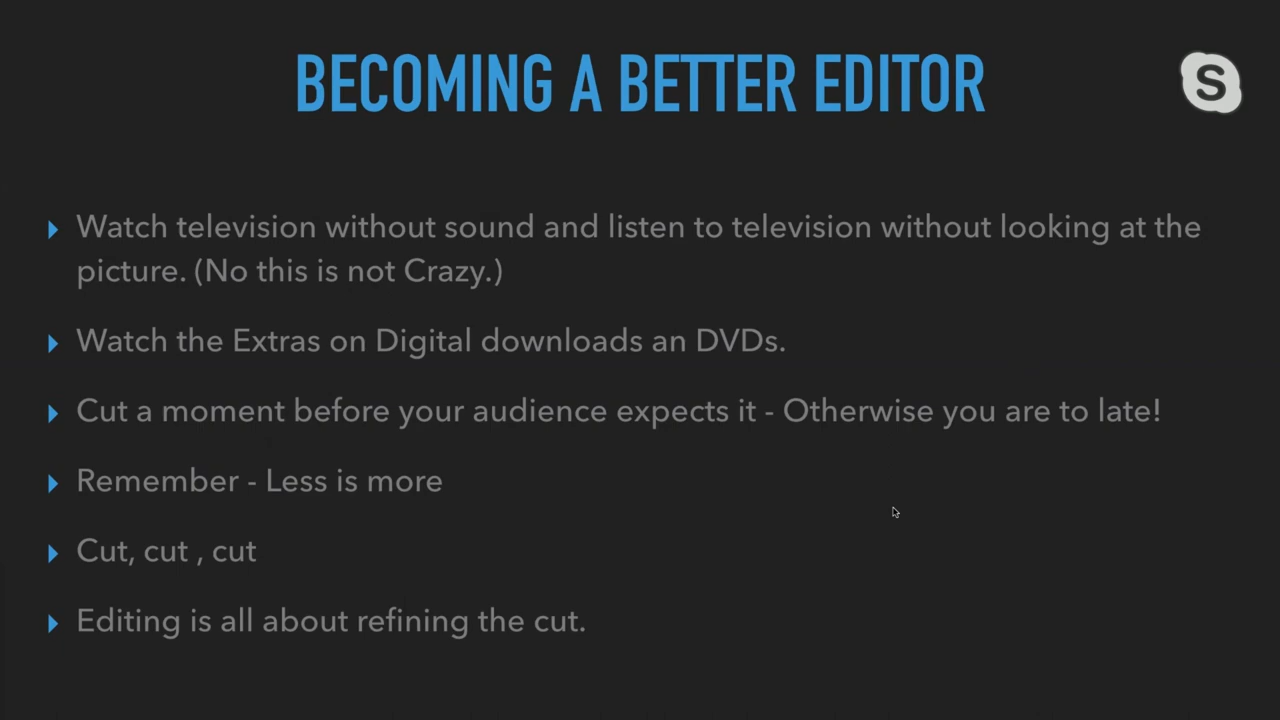 BECOMING A BETTER EDITOR
S
Watch television without sound and listen to television without looking at the
picture. (No this is not Crazy.)
Watch the Extras on Digital downloads an DVDs.
Cut a moment before your audience expects it - Otherwise you are to late!
Remember - Less is more
Cut, cut , cut
Editing is all about refining the cut.